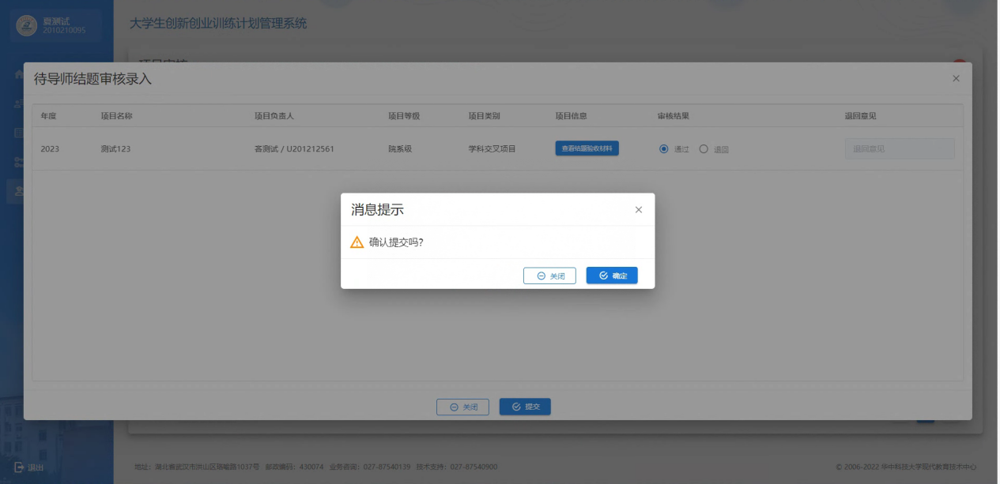 夏测试
2010210095
大学生创新创业训练计划管理系统
项目审核
待导师结题审核录入
年度 项目名称 项目负责人 项目等级 项目类别 项目信息 审核结果 退回意见
2023 测试123 客测试 / U201212561 院系级 学科交叉项目 查看结题验收材料 通过 退回 退回意见
消息提示
确认提交吗?
关闭 确定
关闭 提交
退出
地址：湖北省武汉市洪山区珞喻路1037号 邮政编码：430074 业务咨询：027-87540139 技术支持：027-87540900
© 2006-2022 华中科技大学现代教育技术中心